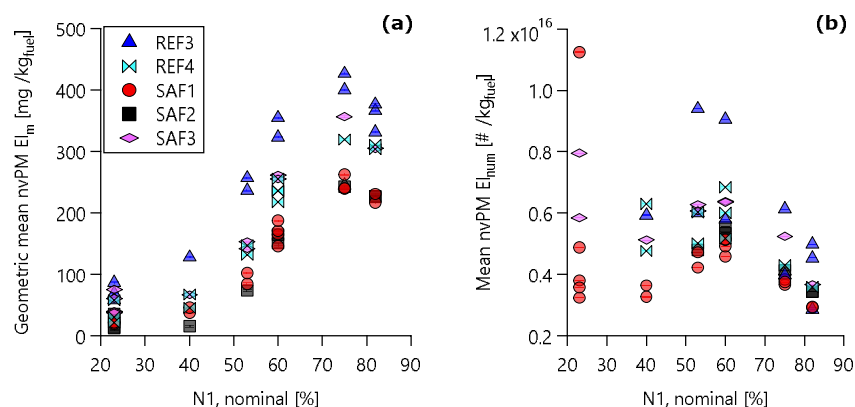 (a)
500
400
300
200
100
0
Geometric mean nvPM EIm [mg /kgfuel]
REF3
REF4
SAF1
SAF2
SAF3
20 30 40 50 60 70 80 90
N1, nominal [%]
(b)
1.2 x10^16
1.0
0.8
0.6
0.4
0.2
Mean nvPM EInum [# /kgfuel]
20 30 40 50 60 70 80 90
N1, nominal [%]